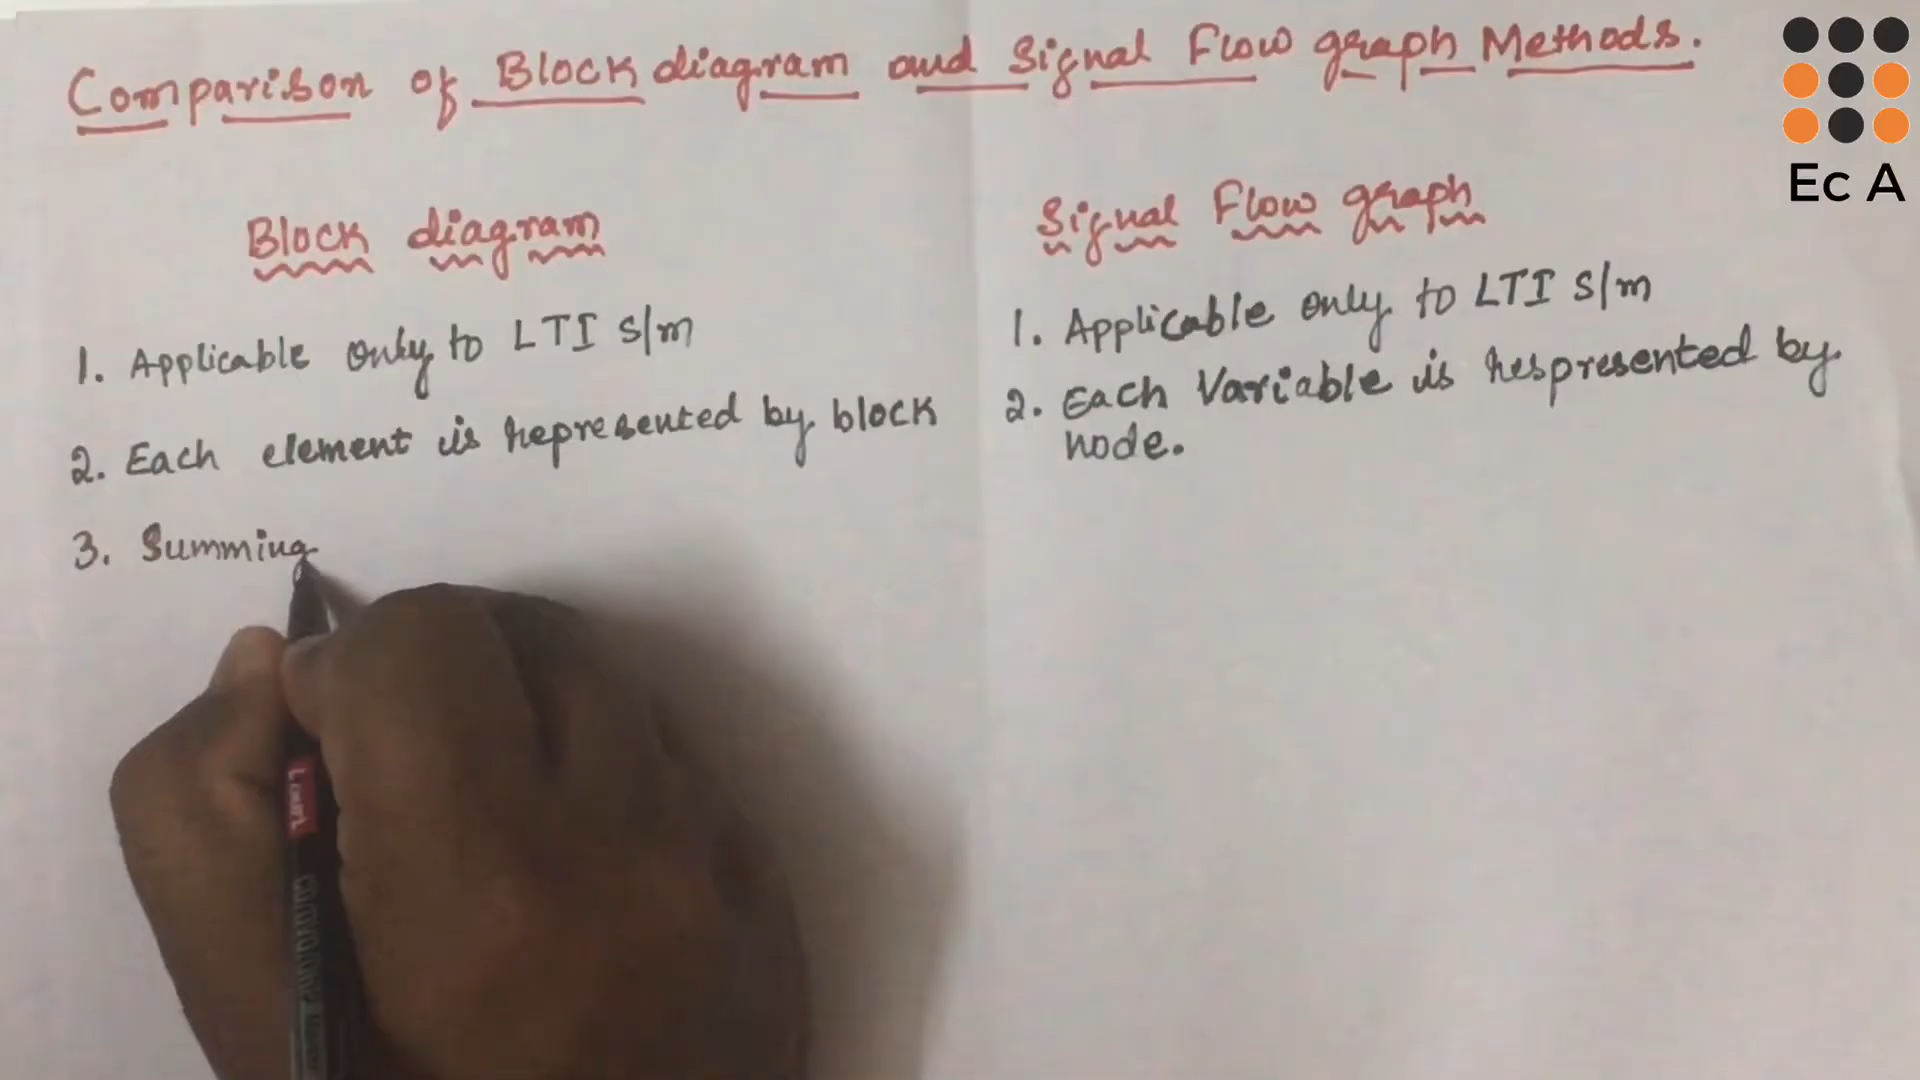 Comparison of Block diagram and Signal Flow graph Methods.
Ec A
Block diagram
1. Applicable only to LTI s/m
2. Each element is represented by block
3. Summing
Signal Flow graph
1. Applicable only to LTI s/m
2. Each Variable is respresented by
node.